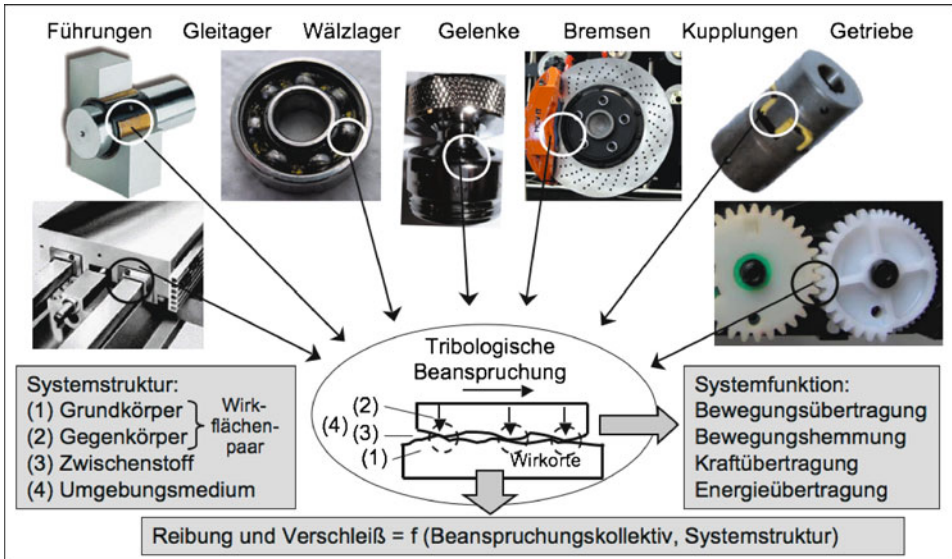 Führungen Gleitager Wälzlager Gelenke Bremsen Kupplungen Getriebe
Tribologische
Beanspruchung
(2)
(4) (3)
(1) Wirkorte
Systemstruktur:
(1) Grundkörper
(2) Gegenkörper
Wirk-
flächen-
paar
(3) Zwischenstoff
(4) Umgebungsmedium
Systemfunktion:
Bewegungsübertragung
Bewegungshemmung
Kraftübertragung
Energieübertragung
Reibung und Verschleiß = f (Beanspruchungskollektiv, Systemstruktur)